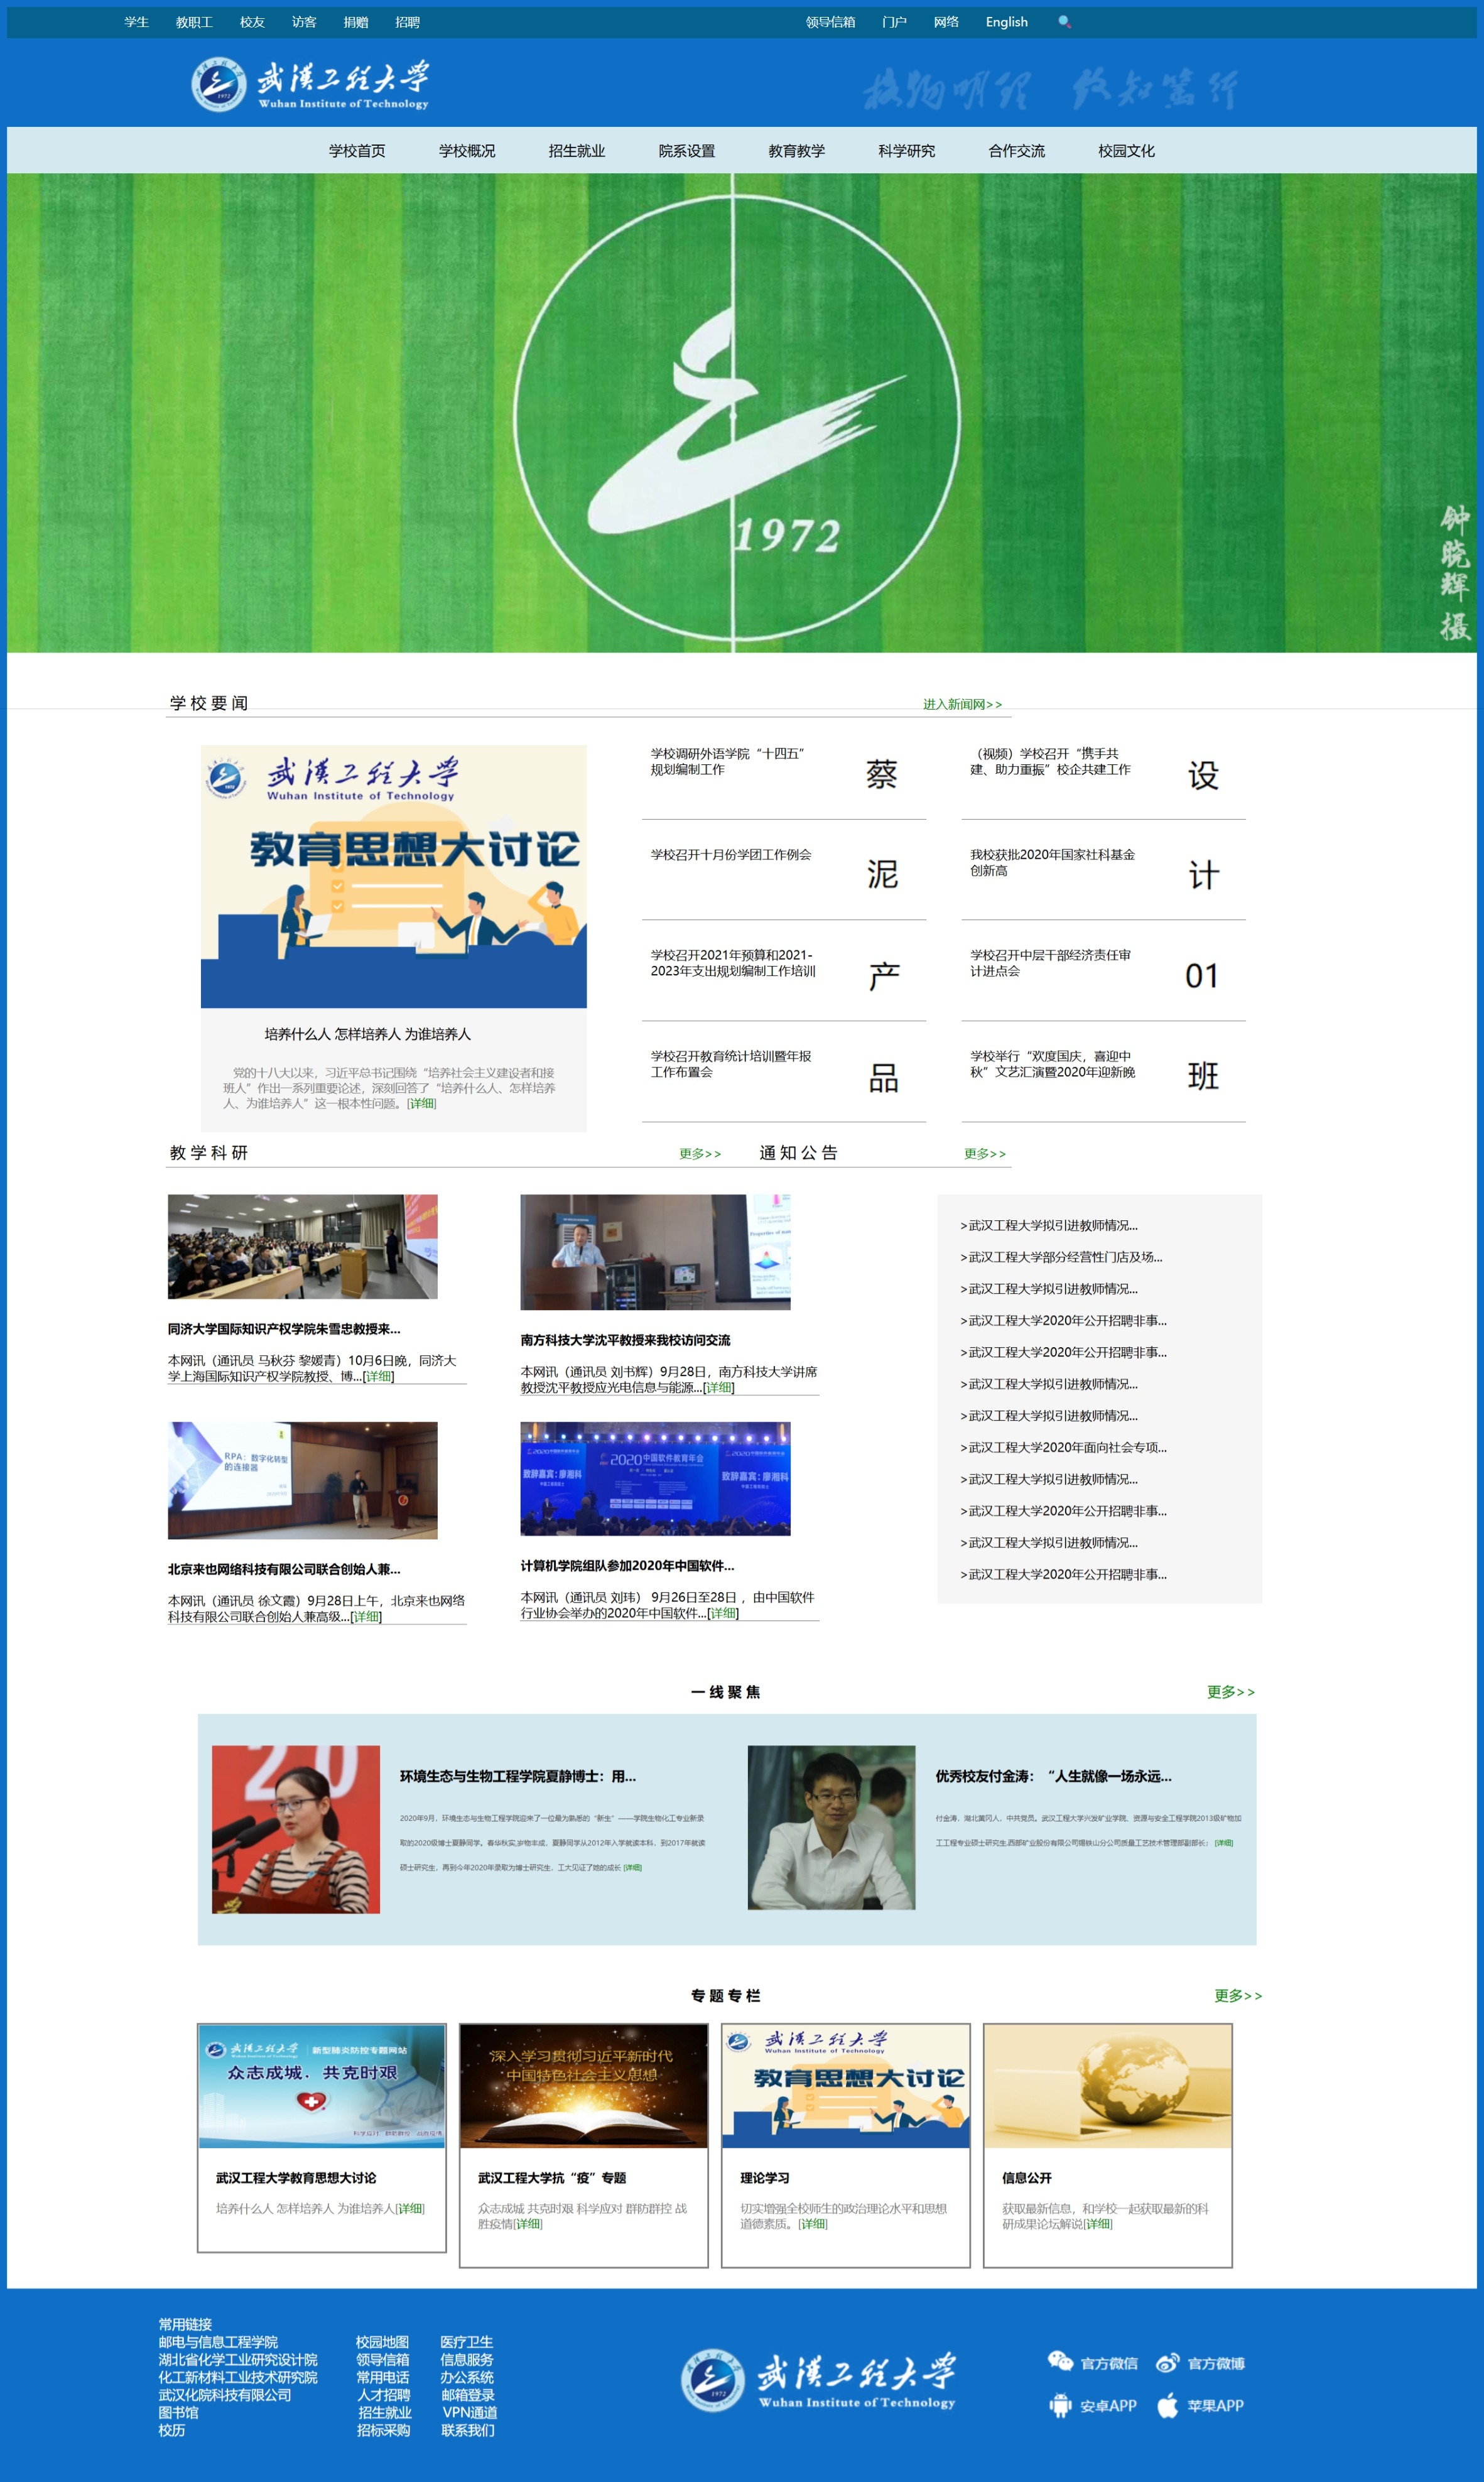 学生 教职工 校友 访客 捐赠 招聘 领导信箱 门户 网络 English
武汉工程大学
Wuhan Institute of Technology
格物明理 致知笃行
学校首页 学校概况 招生就业 院系设置 教育教学 科学研究 合作交流 校园文化
1972
钟晓辉 摄
学校要闻 进入新闻网>>
武汉工程大学
Wuhan Institute of Technology
教育思想大讨论
培养什么人 怎样培养人 为谁培养人
党的十八大以来，习近平总书记围绕“培养社会主义建设者和接
班人”作出一系列重要论述，深刻回答了“培养什么人、怎样培养
人、为谁培养人”这一根本性问题。[详细]
学校调研外语学院“十四五”
规划编制工作
蔡
（视频）学校召开“携手共
建、助力重振”校企共建工作
设
学校召开十月份学团工作例会
泥
我校获批2020年国家社科基金
创新高
计
学校召开2021年预算和2021-
2023年支出规划编制工作培训
产
学校召开中层干部经济责任审
计进点会
01
学校召开教育统计培训暨年报
工作布置会
品
学校举行“欢度国庆，喜迎中
秋”文艺汇演暨2020年迎新晚
班
教学科研 更多>> 通知公告 更多>>
同济大学国际知识产权学院朱雪忠教授来...
本网讯（通讯员 马秋芬 黎媛青）10月6日晚，同济大
学上海国际知识产权学院教授、博...[详细]
南方科技大学沈平教授来我校访问交流
本网讯（通讯员 刘书辉）9月28日，南方科技大学讲席
教授沈平教授应光电信息与能源...[详细]
RPA：数字化转型
的连接器
北京来也网络科技有限公司联合创始人兼...
本网讯（通讯员 徐文霞）9月28日上午，北京来也网络
科技有限公司联合创始人兼高级...[详细]
2020中国软件教育年会
致辞嘉宾：廖湘科
致辞嘉宾：廖湘科
计算机学院组队参加2020年中国软件...
本网讯（通讯员 刘玮） 9月26日至28日 ，由中国软件
行业协会举办的2020年中国软件...[详细]
>武汉工程大学拟引进教师情况...
>武汉工程大学部分经营性门店及场...
>武汉工程大学拟引进教师情况...
>武汉工程大学2020年公开招聘非事...
>武汉工程大学2020年公开招聘非事...
>武汉工程大学拟引进教师情况...
>武汉工程大学拟引进教师情况...
>武汉工程大学2020年面向社会专项...
>武汉工程大学拟引进教师情况...
>武汉工程大学2020年公开招聘非事...
>武汉工程大学拟引进教师情况...
>武汉工程大学2020年公开招聘非事...
一线聚焦 更多>>
环境生态与生物工程学院夏静博士：用...
2020年9月，环境生态与生物工程学院迎来了一位最为熟悉的“新生”——学院生物化工专业新录
取的2020级博士夏静同学。春华秋实,岁物丰成，夏静同学从2012年入学就读本科，到2017年就读
硕士研究生，再到今年2020年录取为博士研究生，工大见证了她的成长 [详细]
优秀校友付金涛：“人生就像一场永远...
付金涛，湖北黄冈人，中共党员。武汉工程大学兴发矿业学院、资源与安全工程学院2013级矿物加
工工程专业硕士研究生,西部矿业股份有限公司锡铁山分公司质量工艺技术管理部副部长； [详细]
专题专栏 更多>>
武汉工程大学 新型肺炎防控专题网站
众志成城．共克时艰
武汉工程大学教育思想大讨论
培养什么人 怎样培养人 为谁培养人[详细]
深入学习贯彻习近平新时代
中国特色社会主义思想
武汉工程大学抗“疫”专题
众志成城 共克时艰 科学应对 群防群控 战
胜疫情[详细]
武汉工程大学
Wuhan Institute of Technology
教育思想大讨论
理论学习
切实增强全校师生的政治理论水平和思想
道德素质。[详细]
信息公开
获取最新信息，和学校一起获取最新的科
研成果论坛解说[详细]
常用链接
邮电与信息工程学院 校园地图 医疗卫生
湖北省化学工业研究设计院 领导信箱 信息服务
化工新材料工业技术研究院 常用电话 办公系统
武汉化院科技有限公司 人才招聘 邮箱登录
图书馆 招生就业 VPN通道
校历 招标采购 联系我们
武汉工程大学
Wuhan Institute of Technology
官方微信 官方微博
安卓APP 苹果APP